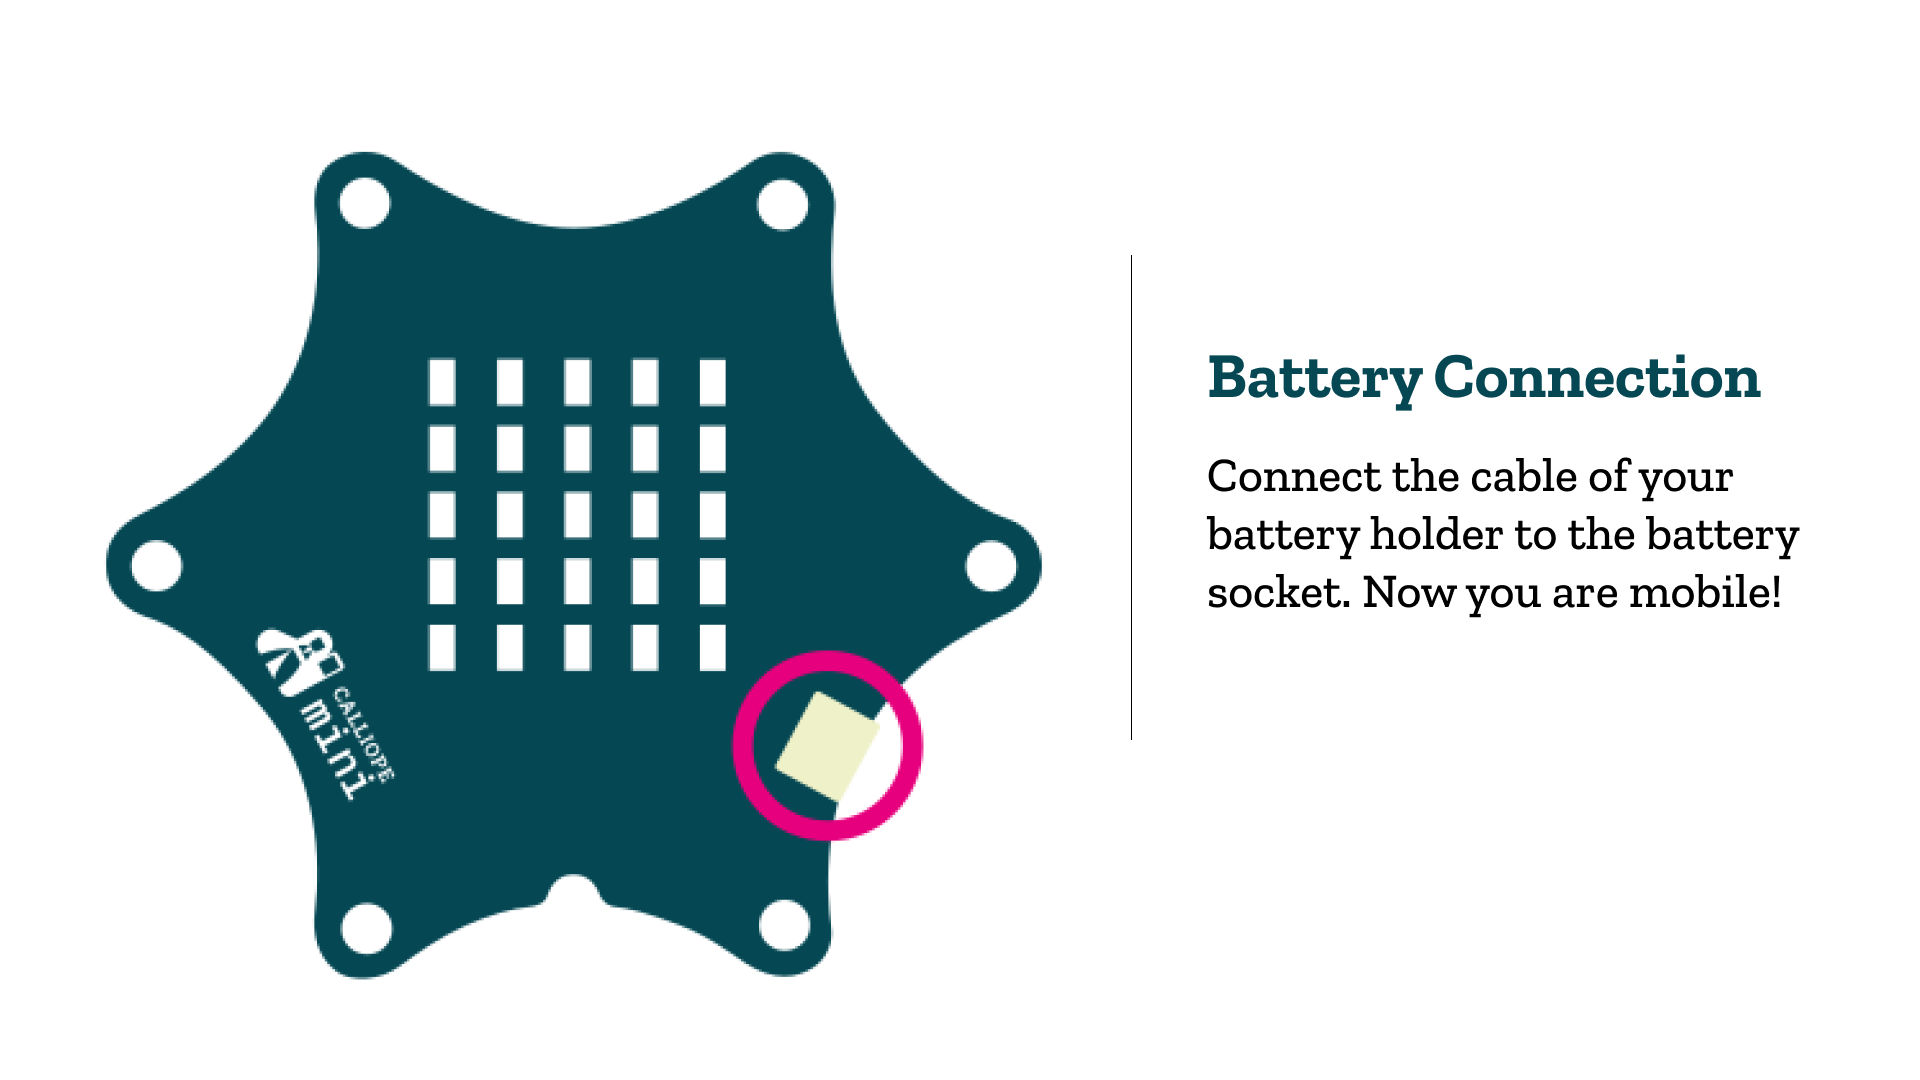 CALLIOPE
mini
Battery Connection
Connect the cable of your
battery holder to the battery
socket. Now you are mobile!